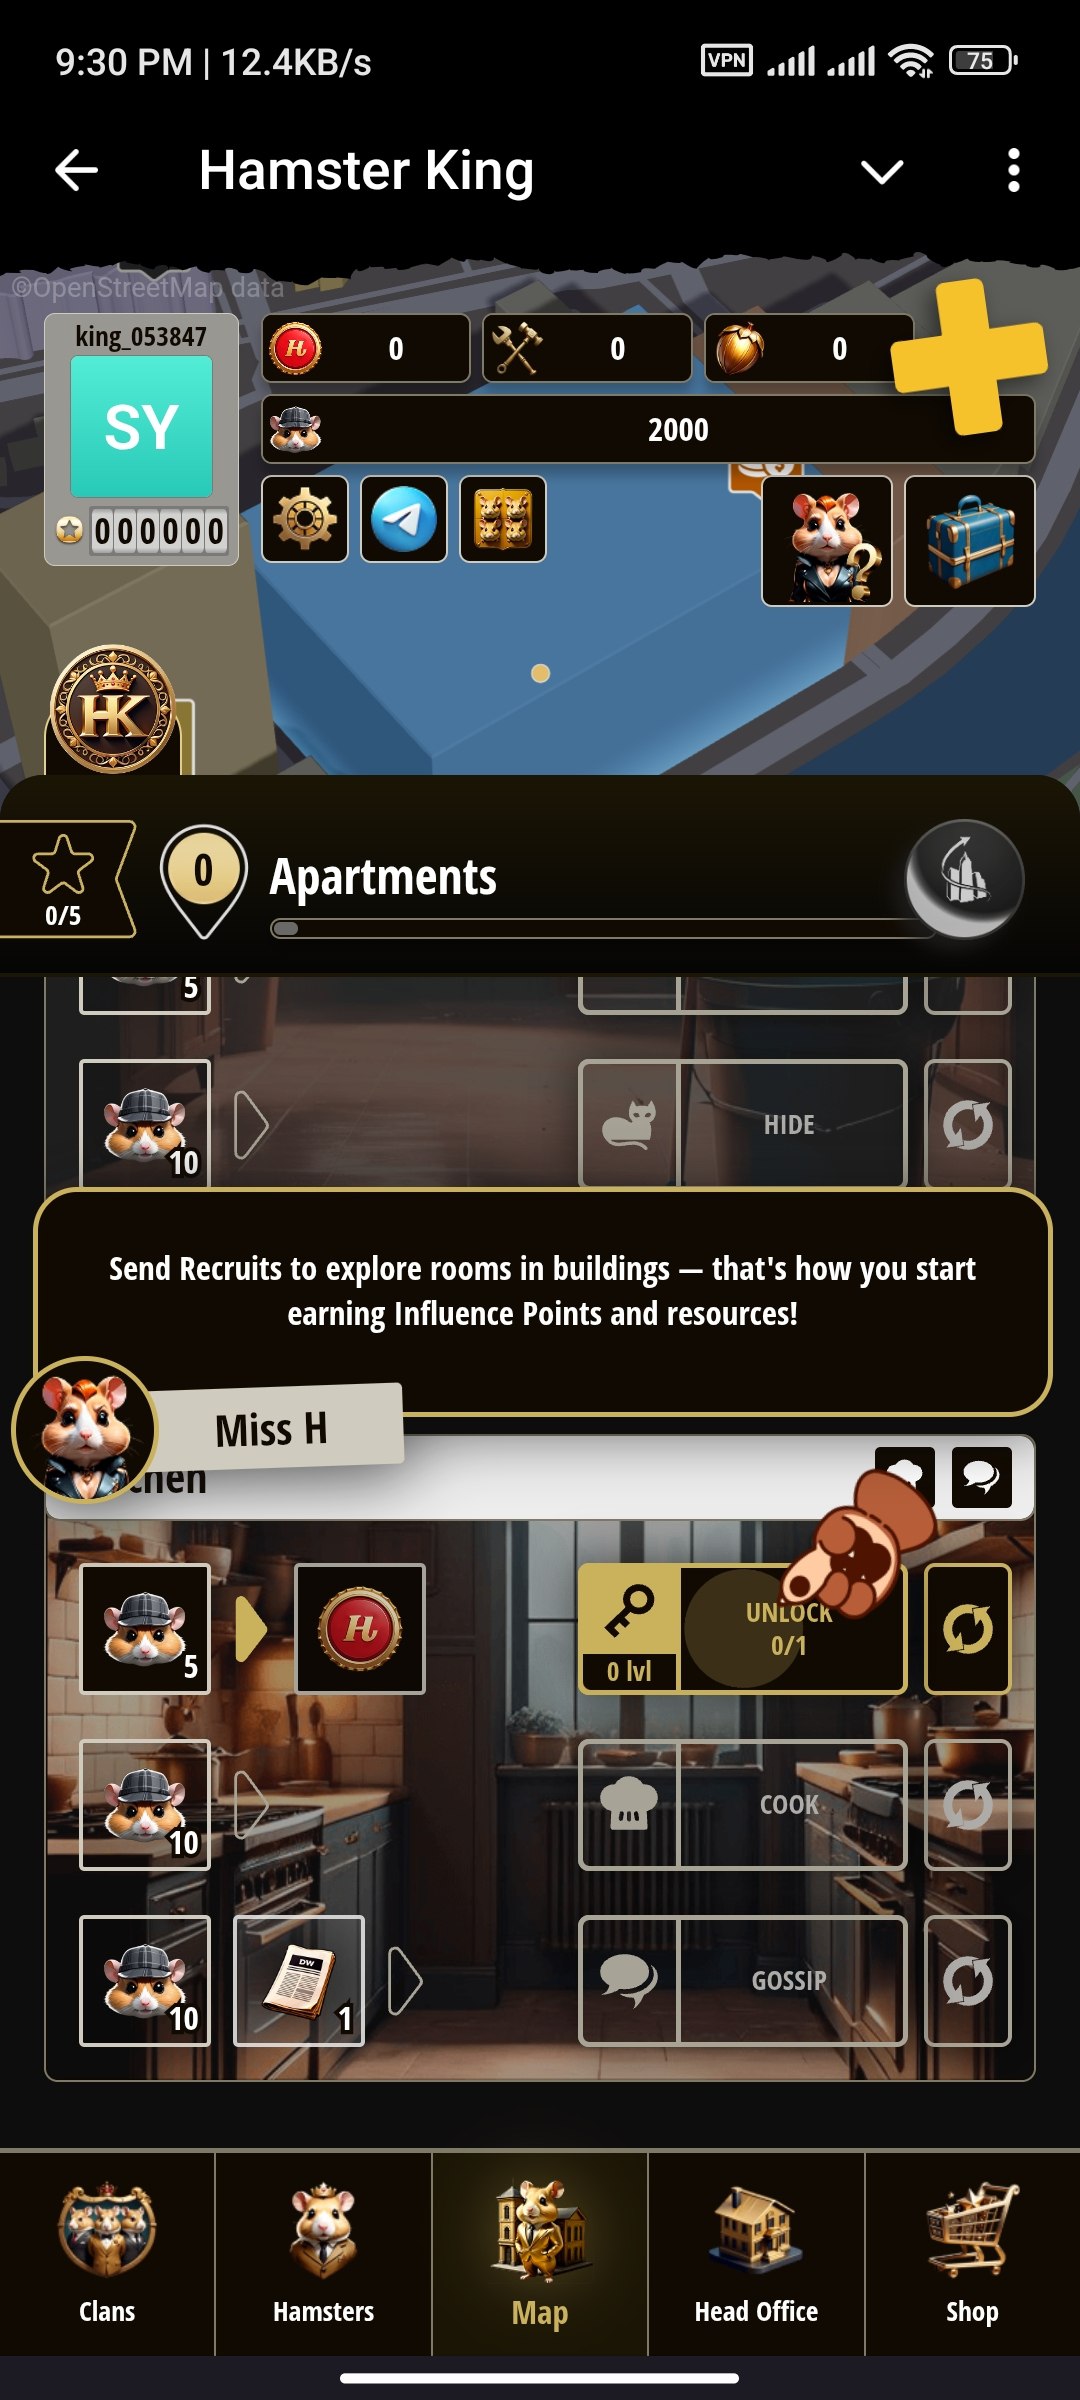 9:30 PM | 12.4KB/s
VPN
75
Hamster King
©OpenStreetMap data
king_053847
0
0
0
SY
2000
000000
HK
0/5
0
Apartments
5
10
HIDE
Send Recruits to explore rooms in buildings — that's how you start
earning Influence Points and resources!
Miss H
H
5
UNLOCK
0/1
0 lvl
10
COOK
DW
10
1
GOSSIP
Clans
Hamsters
Map
Head Office
Shop